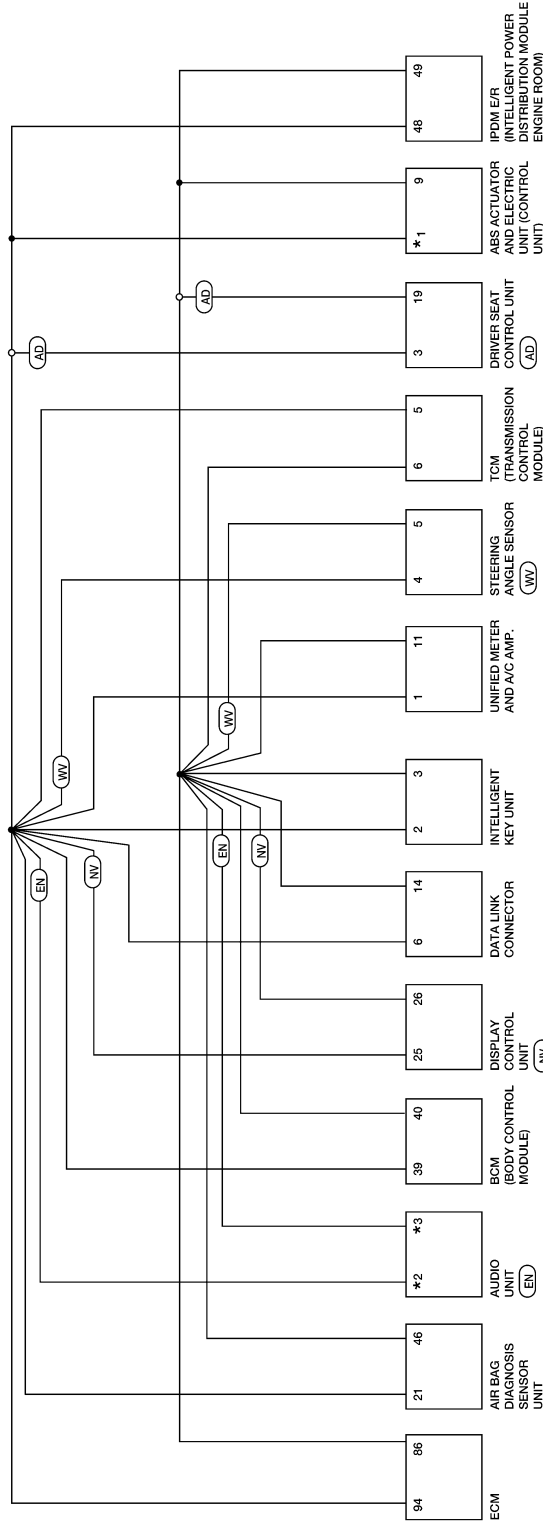 AD
AD
WV
WV
EN
NV
EN
NV
94
86
ECM
21
46
AIR BAG
DIAGNOSIS
SENSOR
UNIT
*2
*3
AUDIO
UNIT
EN
39
40
BCM
(BODY CONTROL
MODULE)
25
26
DISPLAY
CONTROL
UNIT
NV
6
14
DATA LINK
CONNECTOR
2
3
INTELLIGENT
KEY UNIT
1
11
UNIFIED METER
AND A/C AMP.
4
5
STEERING
ANGLE SENSOR
WV
6
5
TCM
(TRANSMISSION
CONTROL
MODULE)
3
19
DRIVER SEAT
CONTROL UNIT
AD
*1
9
ABS ACTUATOR
AND ELECTRIC
UNIT (CONTROL
UNIT)
48
49
IPDM E/R
(INTELLIGENT POWER
DISTRIBUTION MODULE
ENGINE ROOM)